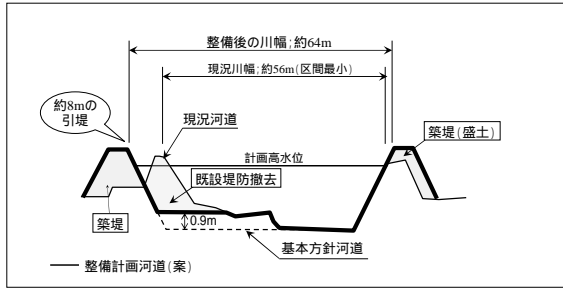 整備後の川幅;約64m
現況川幅;約56m(区間最小)
約8mの
引堤
現況河道
築堤(盛土)
計画高水位
既設堤防撤去
築堤
0.9m
基本方針河道
整備計画河道(案)